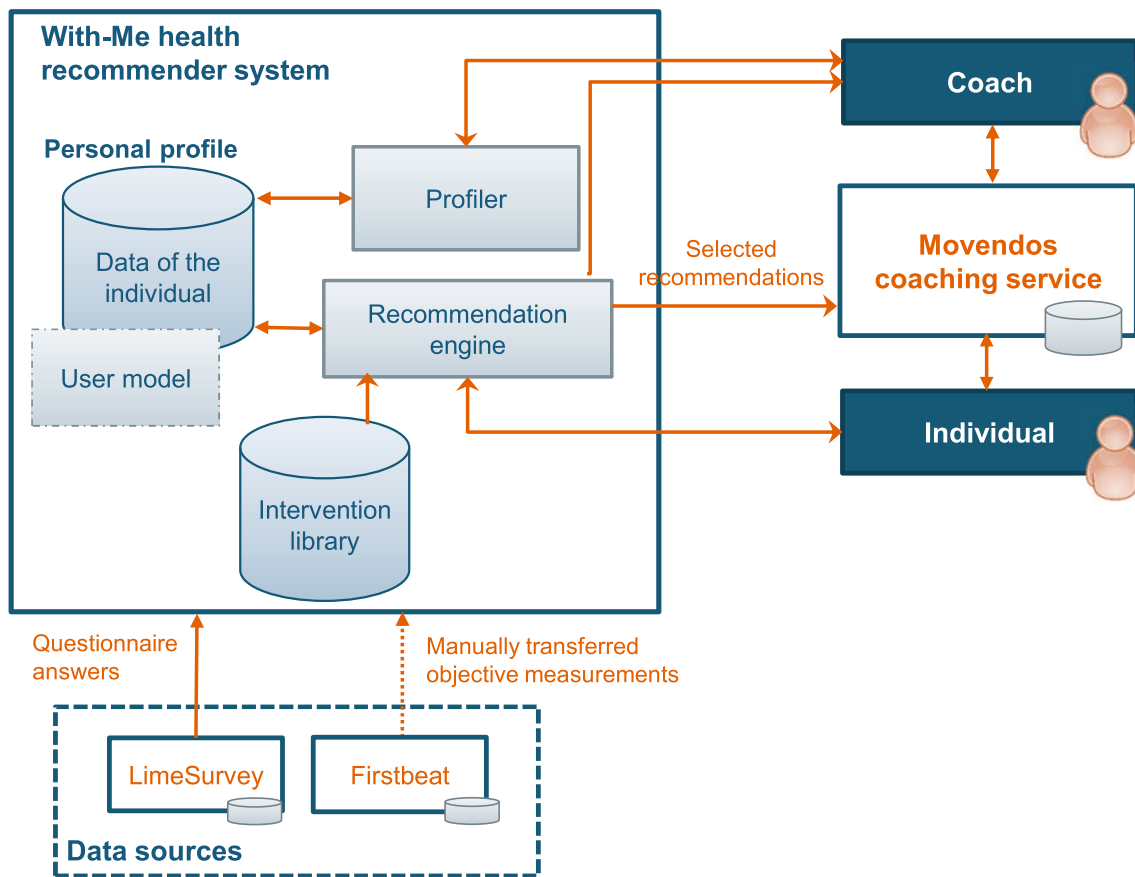 With-Me health
recommender system
Personal profile
Data of the
individual
User model
Profiler
Recommendation
engine
Intervention
library
Selected
recommendations
Coach
Movendos
coaching service
Individual
Questionnaire
answers
Manually transferred
objective measurements
LimeSurvey
Firstbeat
Data sources